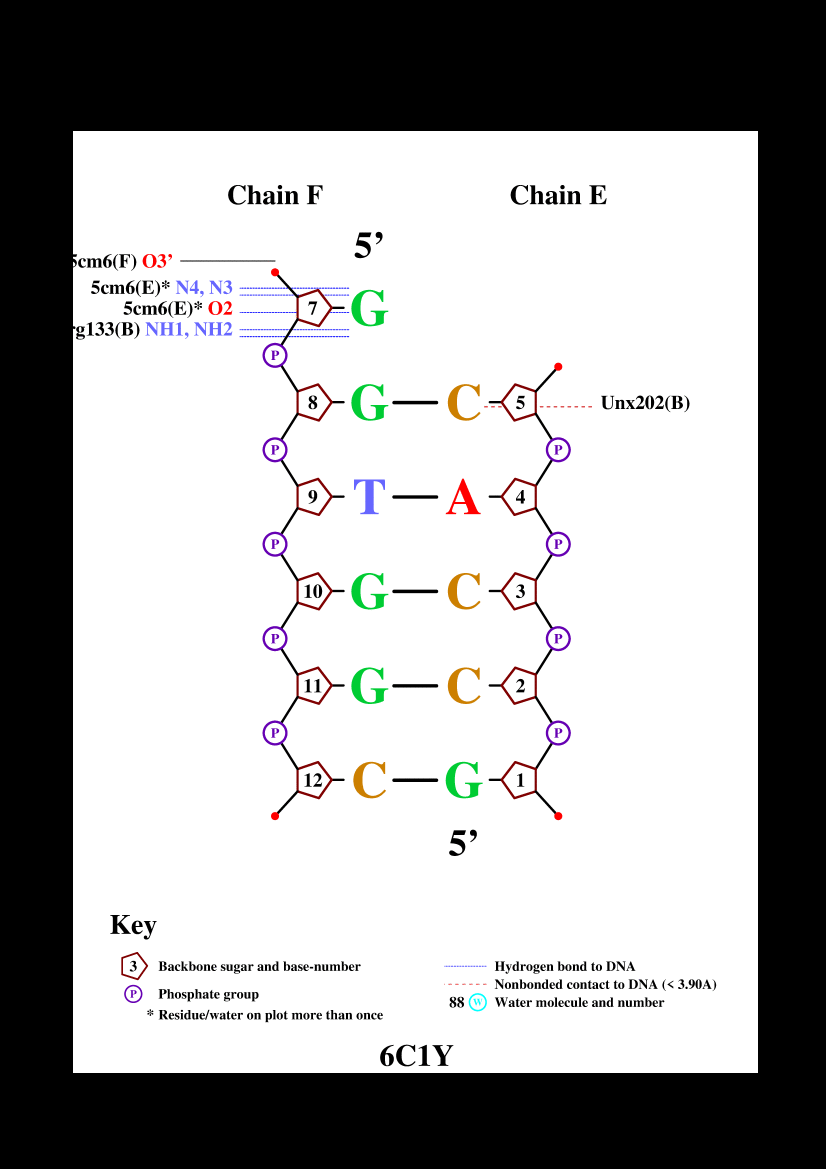 Chain F Chain E
5’
5cm6(F) O3’
5cm6(E)* N4, N3
5cm6(E)* O2
7 G
rg133(B) NH1, NH2
P
8 G C 5 Unx202(B)
P P
9 T A 4
P P
10 G C 3
P P
11 G C 2
P P
12 C G 1
5’
Key
3 Backbone sugar and base-number
P Phosphate group
* Residue/water on plot more than once
Hydrogen bond to DNA
Nonbonded contact to DNA (< 3.90A)
88 W Water molecule and number
6C1Y